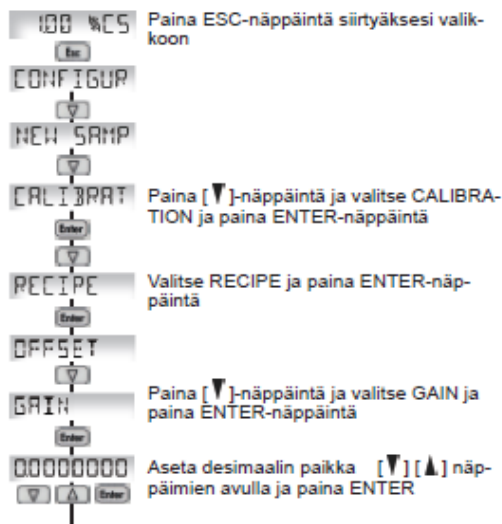 1.00 %CS
Paina ESC-näppäintä siirtyäksesi valik-
koon
Esc
CONFIGUR
NEW SAMP
CALIBRAT
Paina [▼]-näppäintä ja valitse CALIBRA-
TION ja paina ENTER-näppäintä
Enter
RECIPE
Valitse RECIPE ja paina ENTER-näp-
päintä
Enter
OFFSET
GAIN
Paina [▼]-näppäintä ja valitse GAIN ja
paina ENTER-näppäintä
Enter
0.0000000
Aseta desimaalin paikka [▼] [▲] näp-
päimien avulla ja paina ENTER
Enter